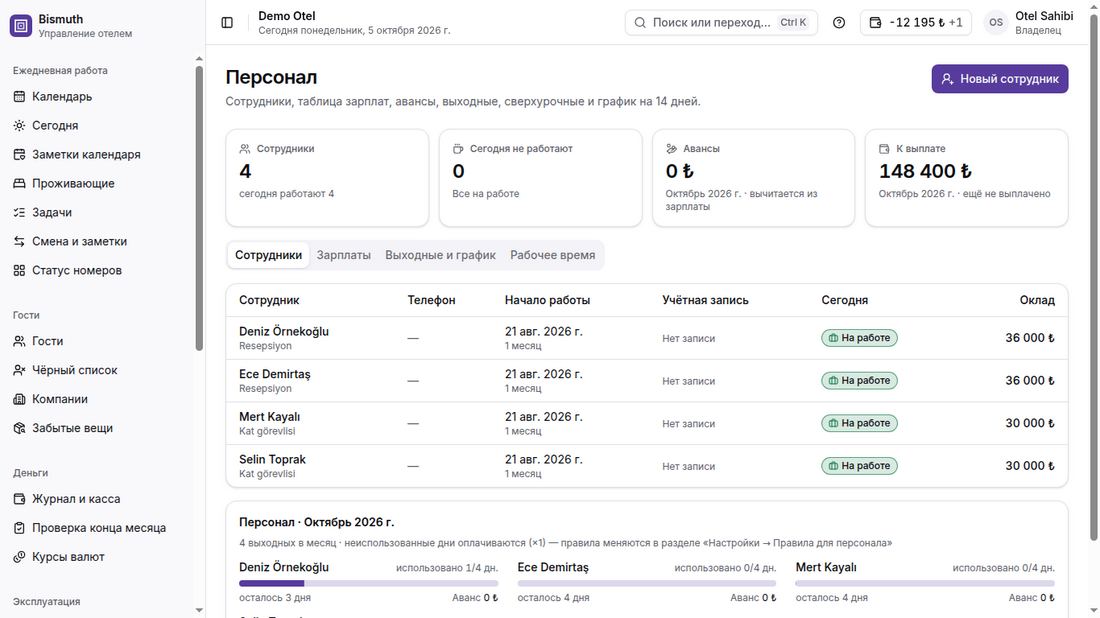 Bismuth
Управление отелем
Demo Otel
Сегодня понедельник, 5 октября 2026 г.
Поиск или переход… Ctrl K
-12 195 ₺ +1
OS
Otel Sahibi
Владелец
Ежедневная работа
Календарь
Сегодня
Заметки календаря
Проживающие
Задачи
Смена и заметки
Статус номеров
Гости
Гости
Чёрный список
Компании
Забытые вещи
Деньги
Журнал и касса
Проверка конца месяца
Курсы валют
Эксплуатация
Персонал
Сотрудники, таблица зарплат, авансы, выходные, сверхурочные и график на 14 дней.
Новый сотрудник
Сотрудники
4
сегодня работают 4
Сегодня не работают
0
Все на работе
Авансы
0 ₺
Октябрь 2026 г. · вычитается из
зарплаты
К выплате
148 400 ₺
Октябрь 2026 г. · ещё не выплачено
Сотрудники Зарплаты Выходные и график Рабочее время
Сотрудник Телефон Начало работы Учётная запись Сегодня Оклад
Deniz Örnekoğlu — 21 авг. 2026 г. Нет записи На работе 36 000 ₺
Resepsiyon 1 месяц
Ece Demirtaş — 21 авг. 2026 г. Нет записи На работе 36 000 ₺
Resepsiyon 1 месяц
Mert Kayalı — 21 авг. 2026 г. Нет записи На работе 30 000 ₺
Kat görevlisi 1 месяц
Selin Toprak — 21 авг. 2026 г. Нет записи На работе 30 000 ₺
Kat görevlisi 1 месяц
Персонал · Октябрь 2026 г.
4 выходных в месяц · неиспользованные дни оплачиваются (×1) — правила меняются в разделе «Настройки → Правила для персонала»
Deniz Örnekoğlu использовано 1/4 дн.
осталось 3 дня Аванс 0 ₺
Ece Demirtaş использовано 0/4 дн.
осталось 4 дня Аванс 0 ₺
Mert Kayalı использовано 0/4 дн.
осталось 4 дня Аванс 0 ₺